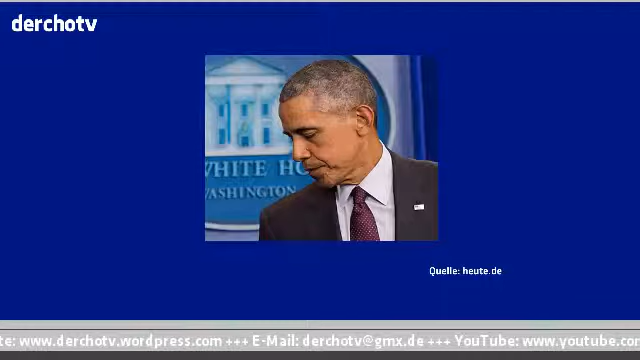 derchotv
WHITE HO
WASHINGTON
Quelle: heute.de
te: www.derchotv.wordpress.com +++ E-Mail: derchotv@gmx.de +++ YouTube: www.youtube.co